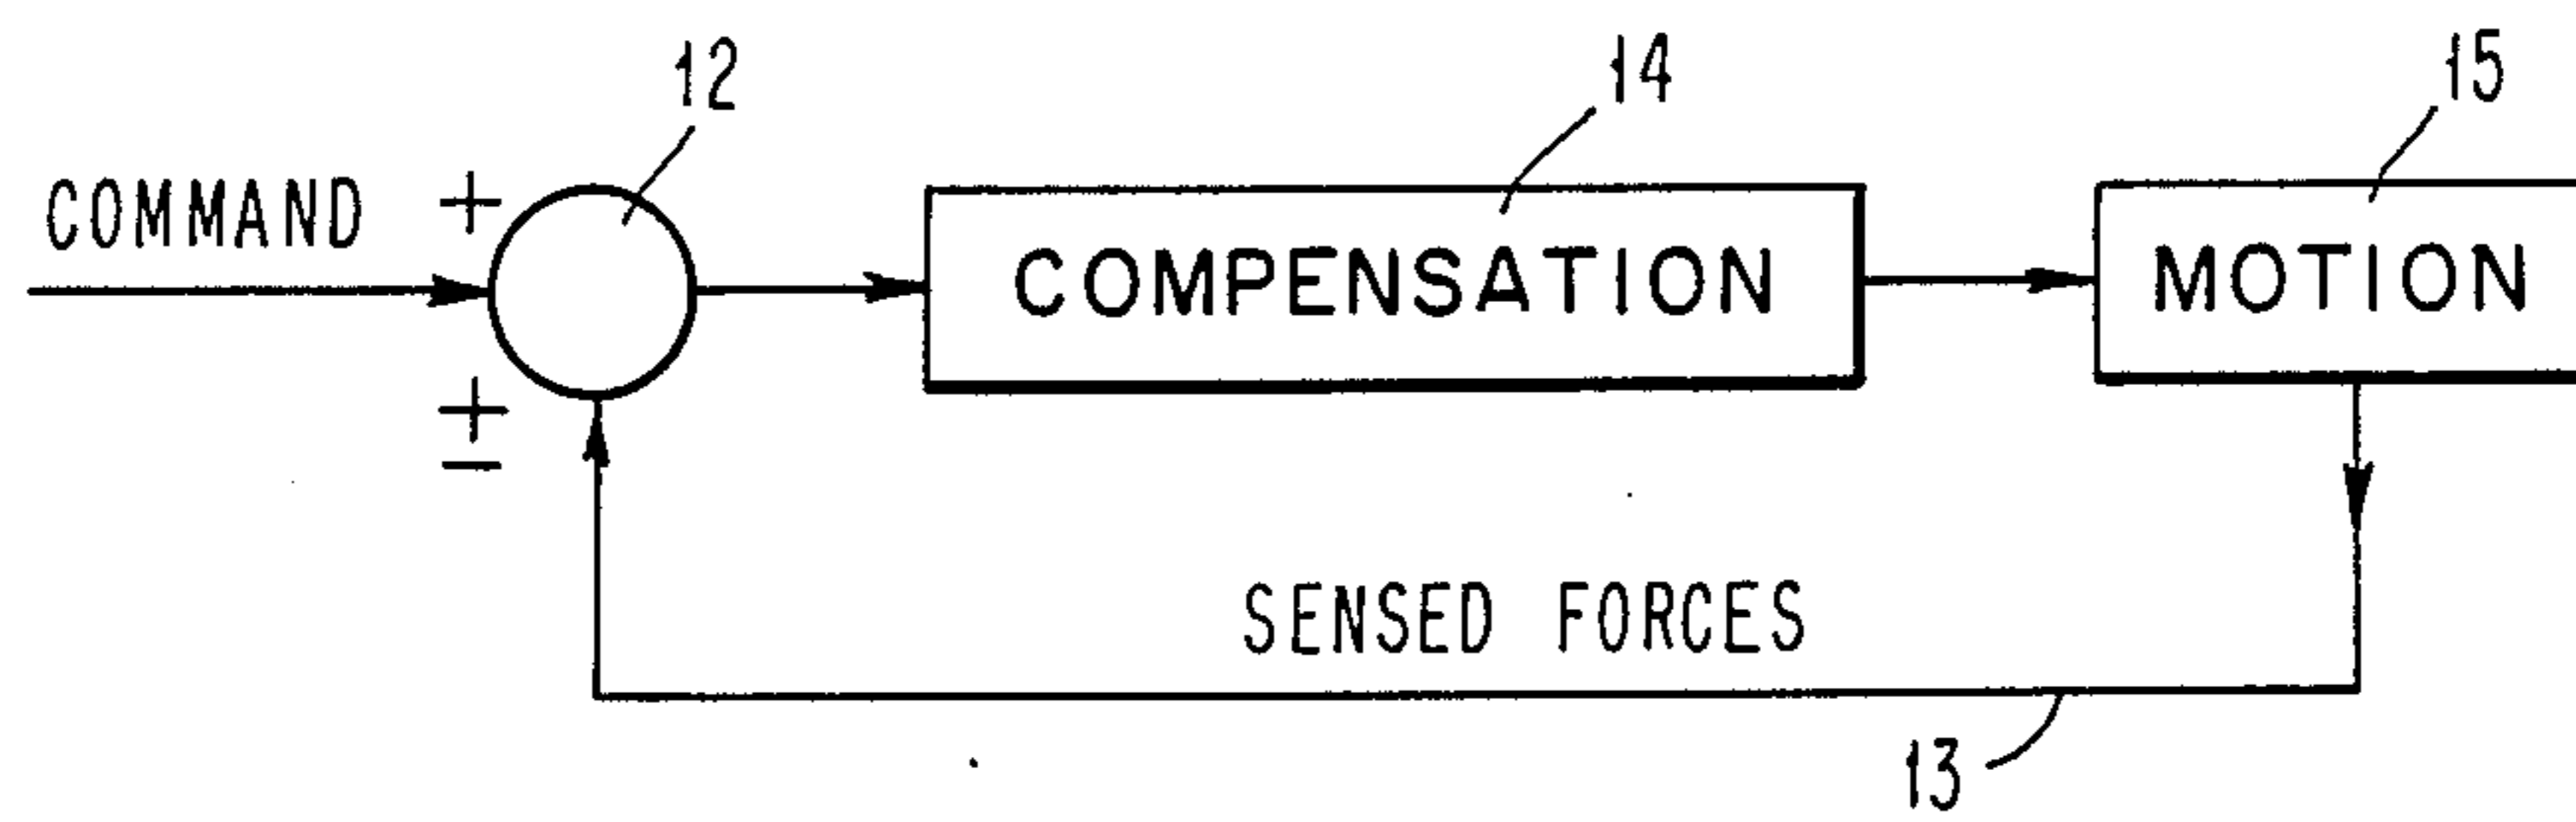 12
14
15
COMMAND
+
COMPENSATION
MOTION
+
−
SENSED FORCES
13